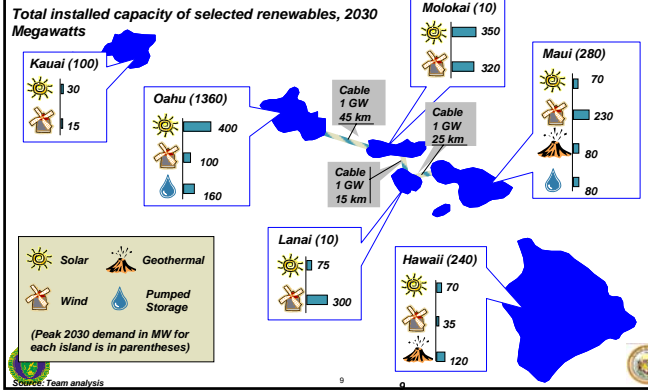 Total installed capacity of selected renewables, 2030
Megawatts
Kauai (100)
30
15
Oahu (1360)
400
100
160
Cable
1 GW
45 km
Molokai (10)
350
320
Cable
1 GW
25 km
Cable
1 GW
15 km
Maui (280)
70
230
80
80
Lanai (10)
75
300
Hawaii (240)
70
35
120
Solar
Geothermal
Wind
Pumped
Storage
(Peak 2030 demand in MW for
each island is in parentheses)
Source: Team analysis
9
9